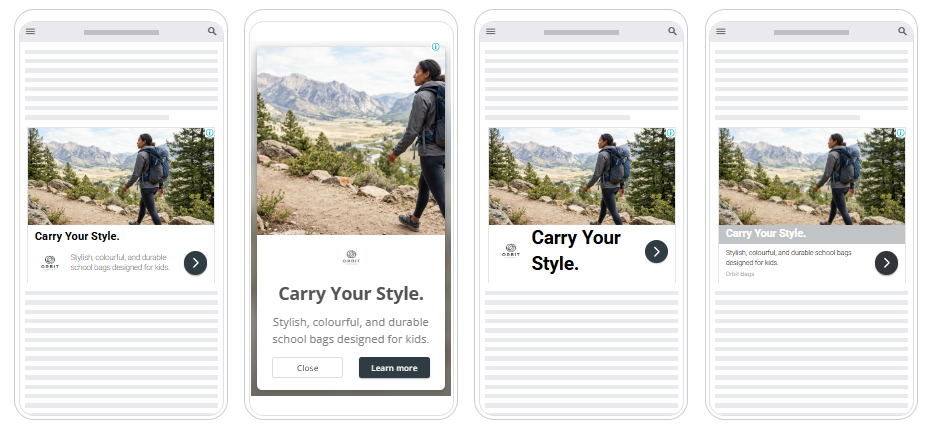 Carry Your Style.
ORBIT
Stylish, colourful, and durable
school bags designed for kids.
ORBIT
Carry Your Style.
Stylish, colourful, and durable
school bags designed for kids.
Close
Learn more
ORBIT
Carry Your
Style.
Carry Your Style.
Stylish, colourful, and durable school bags
designed for kids.
Orbit Bags